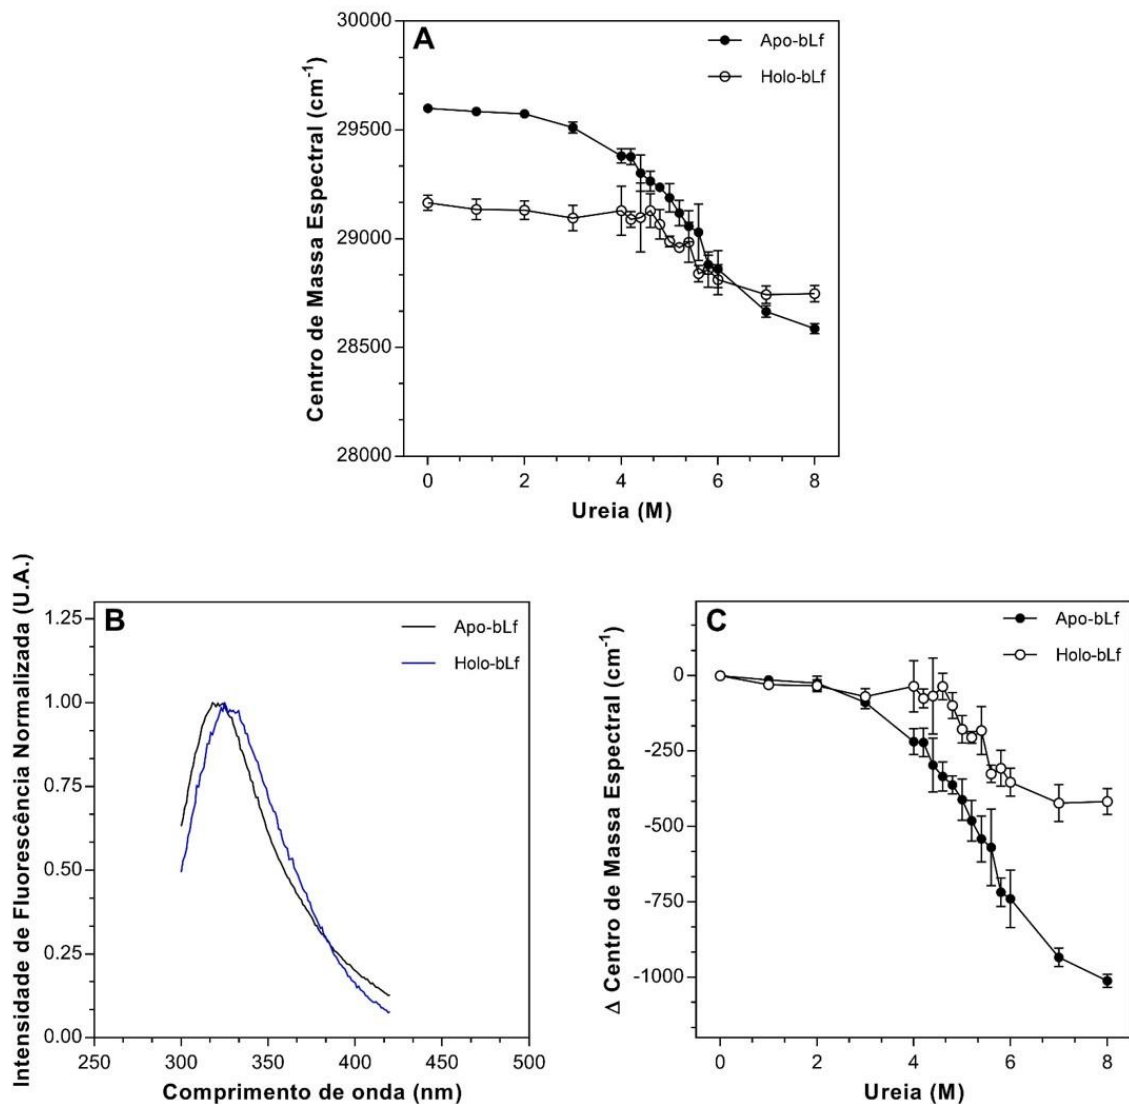 A
Apo-bLf
Holo-bLf
Centro de Massa Espectral (cm⁻¹)
30000
29500
29000
28500
28000
0 2 4 6 8
Ureia (M)
B
Apo-bLf
Holo-bLf
Intensidade de Fluorescência Normalizada (U.A.)
1.25
1.00
0.75
0.50
0.25
0.00
250 300 350 400 450 500
Comprimento de onda (nm)
C
Apo-bLf
Holo-bLf
Δ Centro de Massa Espectral (cm⁻¹)
0
-250
-500
-750
-1000
0 2 4 6 8
Ureia (M)